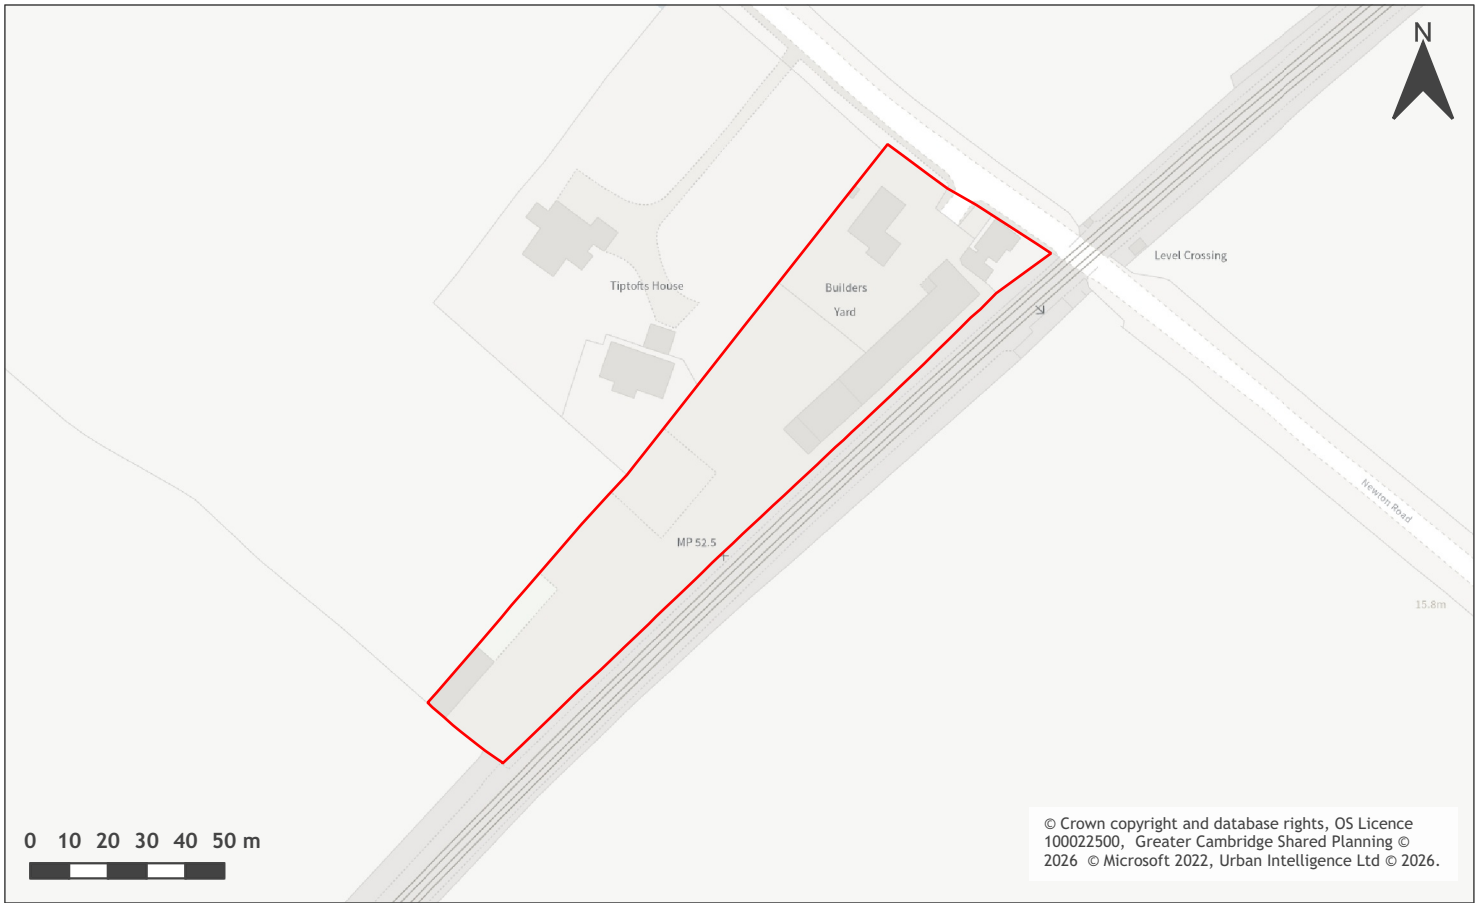 N
Level Crossing
Tiptofts House
Builders
Yard
Newton Road
MP 52.5
15.8m
0 10 20 30 40 50 m
© Crown copyright and database rights, OS Licence
100022500, Greater Cambridge Shared Planning ©
2026 © Microsoft 2022, Urban Intelligence Ltd © 2026.